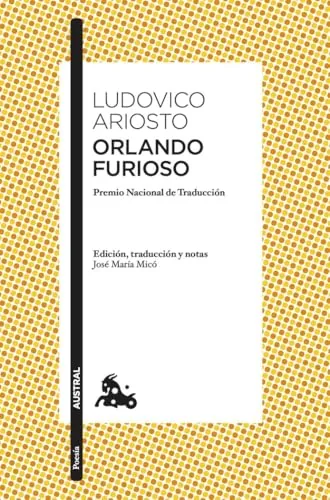 LUDOVICO
ARIOSTO
ORLANDO
FURIOSO
Premio Nacional de Traducción
Edición, traducción y notas
José María Micó
AUSTRAL
Poesía